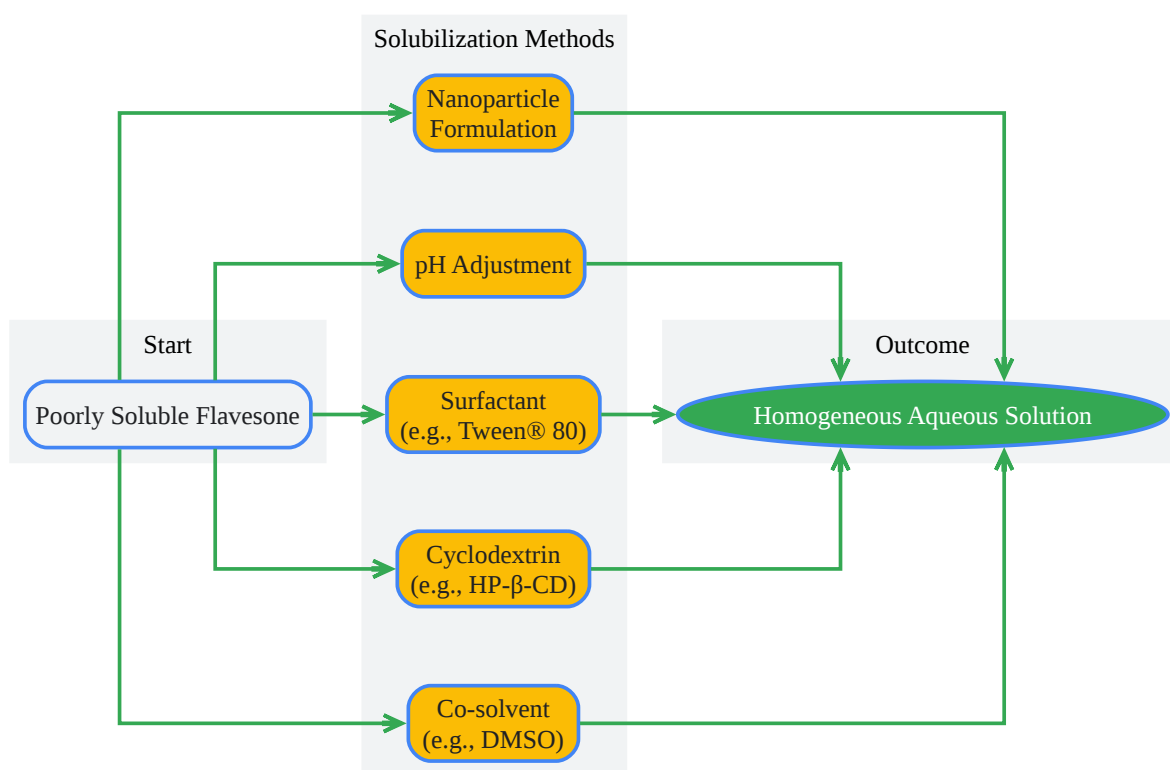 Solubilization Methods
Nanoparticle
Formulation
pH Adjustment
Start
Outcome
Poorly Soluble Flavesone
Surfactant
(e.g., Tween® 80)
Homogeneous Aqueous Solution
Cyclodextrin
(e.g., HP-β-CD)
Co-solvent
(e.g., DMSO)